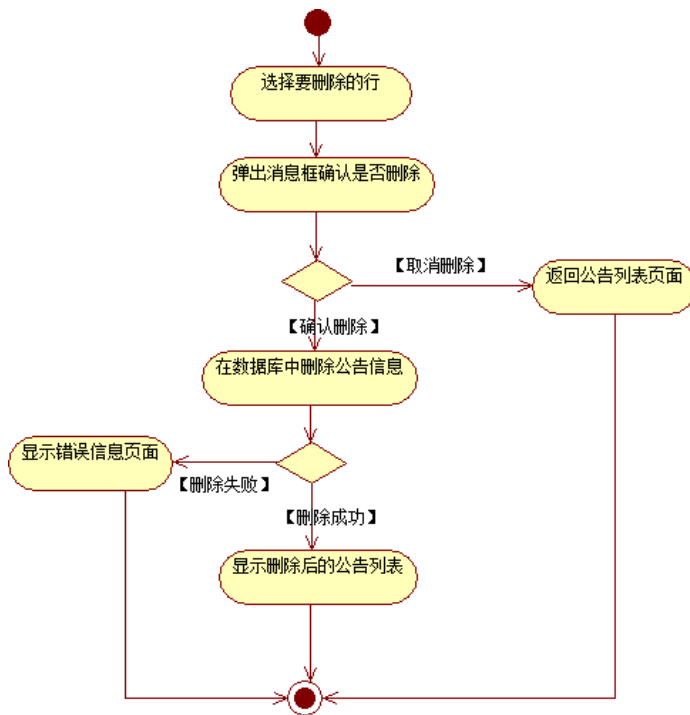 选择要删除的行
弹出消息框确认是否删除
【取消删除】
返回公告列表页面
【确认删除】
在数据库中删除公告信息
显示错误信息页面
【删除失败】
【删除成功】
显示删除后的公告列表